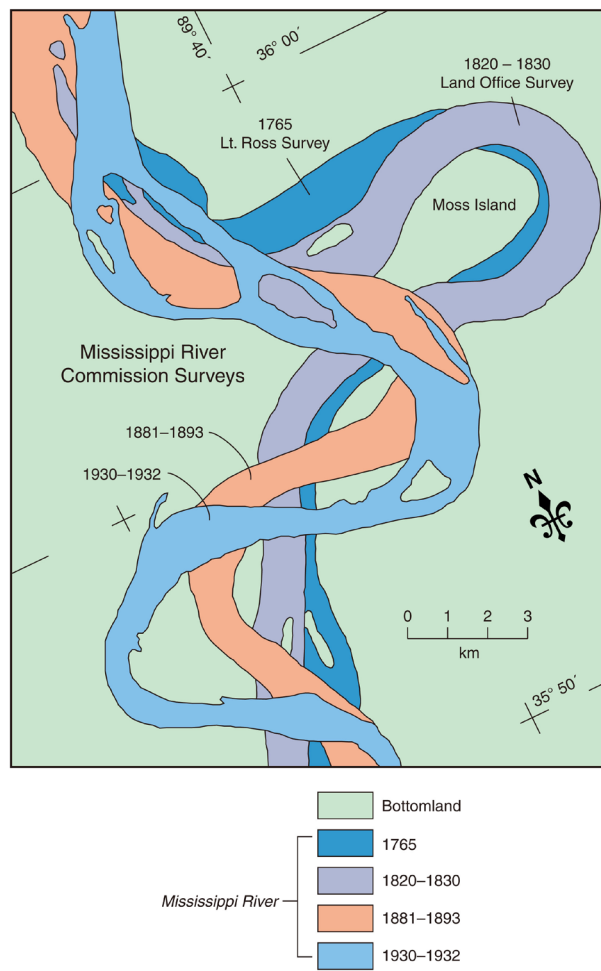 89° 40´
36° 00´
1820 – 1830
Land Office Survey
1765
Lt. Ross Survey
Moss Island
Mississippi River
Commission Surveys
1881–1893
1930–1932
N
0 1 2 3
km
35° 50´
Bottomland
1765
1820–1830
Mississippi River
1881–1893
1930–1932